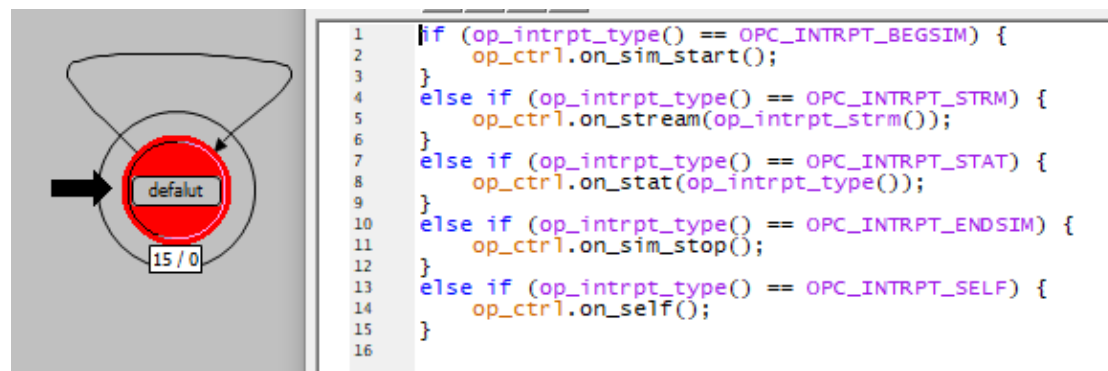 defalut
15 / 0
1 if (op_intrpt_type() == OPC_INTRPT_BEGSIM) {
2 op_ctrl.on_sim_start();
3 }
4 else if (op_intrpt_type() == OPC_INTRPT_STRM) {
5 op_ctrl.on_stream(op_intrpt_strm());
6 }
7 else if (op_intrpt_type() == OPC_INTRPT_STAT) {
8 op_ctrl.on_stat(op_intrpt_type());
9 }
10 else if (op_intrpt_type() == OPC_INTRPT_ENDSIM) {
11 op_ctrl.on_sim_stop();
12 }
13 else if (op_intrpt_type() == OPC_INTRPT_SELF) {
14 op_ctrl.on_self();
15 }
16